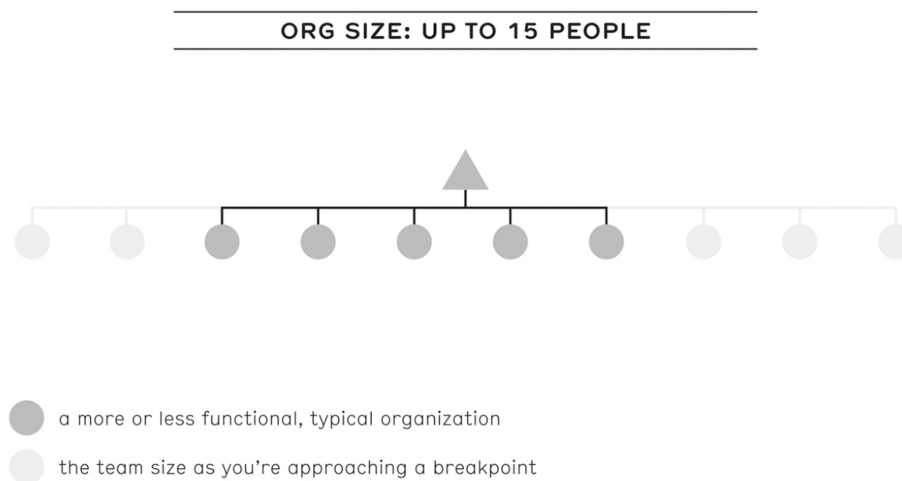 ORG SIZE: UP TO 15 PEOPLE
a more or less functional, typical organization
the team size as you're approaching a breakpoint